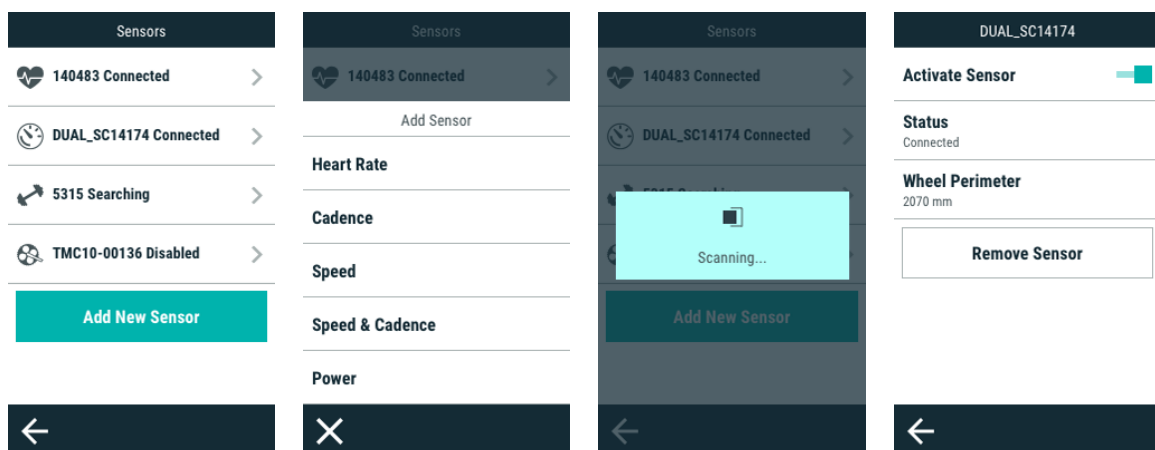 Sensors
140483 Connected
DUAL_SC14174 Connected
5315 Searching
TMC10-00136 Disabled
Add New Sensor
Sensors
140483 Connected
Add Sensor
Heart Rate
Cadence
Speed
Speed & Cadence
Power
Sensors
140483 Connected
DUAL_SC14174 Connected
Scanning...
Add New Sensor
DUAL_SC14174
Activate Sensor
Status
Connected
Wheel Perimeter
2070 mm
Remove Sensor